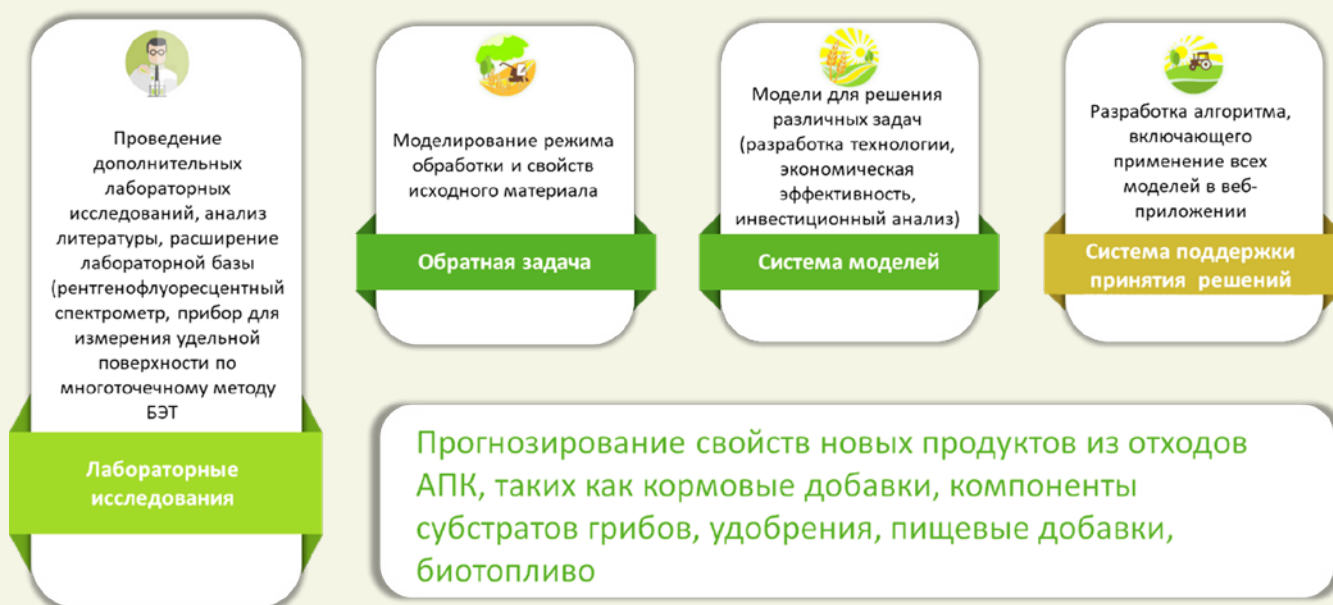 Проведение
дополнительных
лабораторных
исследований, анализ
литературы, расширение
лабораторной базы
(рентгенофлуоресцентный
спектрометр, прибор для
измерения удельной
поверхности по
многоточечному методу
БЭТ
Лабораторные
исследования
Моделирование режима
обработки и свойств
исходного материала
Обратная задача
Модели для решения
различных задач
(разработка технологии,
экономическая
эффективность,
инвестиционный анализ)
Система моделей
Разработка алгоритма,
включающего
применение всех
моделей в веб-
приложении
Система поддержки
принятия решений
Прогнозирование свойств новых продуктов из отходов
АПК, таких как кормовые добавки, компоненты
субстратов грибов, удобрения, пищевые добавки,
биотопливо